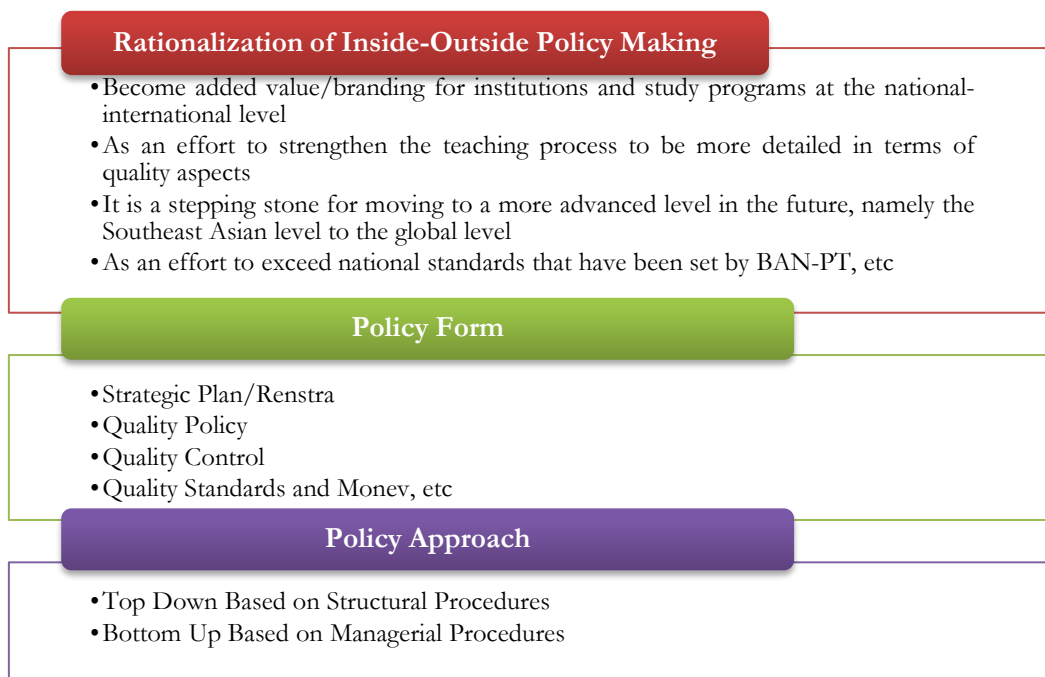 Rationalization of Inside-Outside Policy Making
•Become added value/branding for institutions and study programs at the national-
international level
•As an effort to strengthen the teaching process to be more detailed in terms of
quality aspects
•It is a stepping stone for moving to a more advanced level in the future, namely the
Southeast Asian level to the global level
•As an effort to exceed national standards that have been set by BAN-PT, etc
Policy Form
•Strategic Plan/Renstra
•Quality Policy
•Quality Control
•Quality Standards and Monev, etc
Policy Approach
•Top Down Based on Structural Procedures
•Bottom Up Based on Managerial Procedures